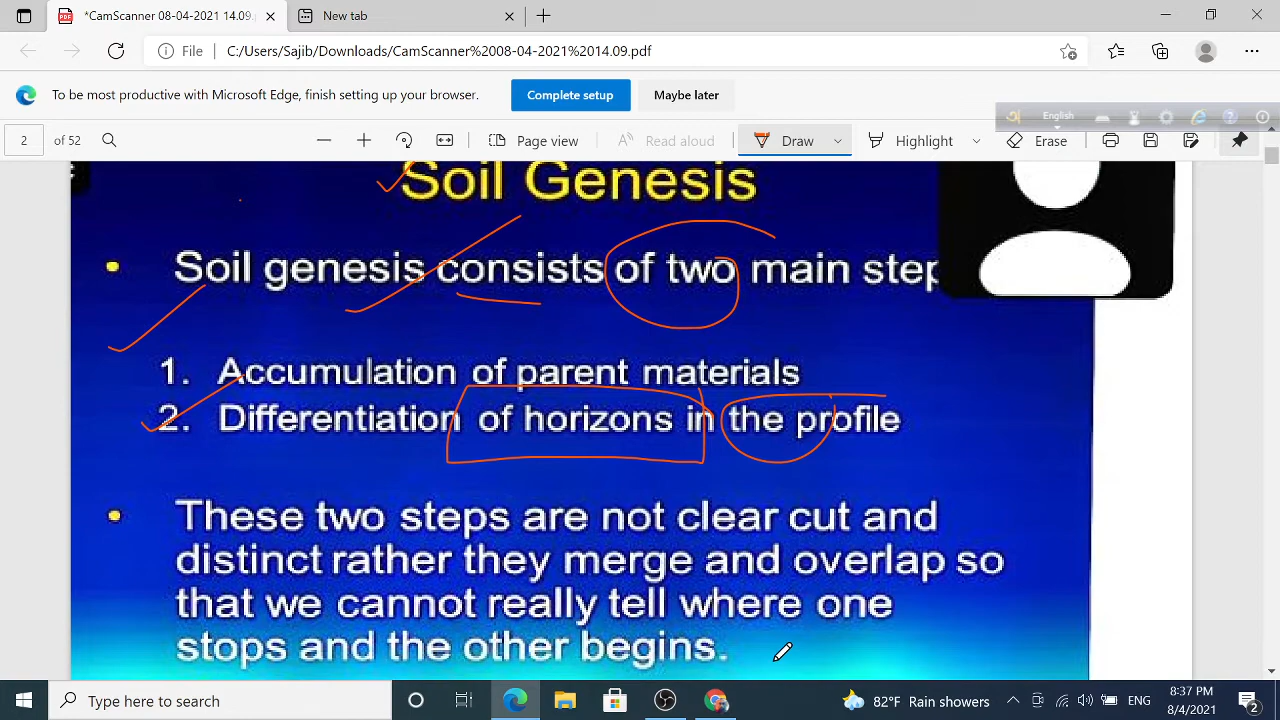 *CamScanner 08-04-2021 14.09.
New tab
File
C:/Users/Sajib/Downloads/CamScanner%2008-04-2021%2014.09.pdf
To be most productive with Microsoft Edge, finish setting up your browser.
Complete setup
Maybe later
English
2 of 52
Page view
Read aloud
Draw
Highlight
Erase
Soil Genesis
Soil genesis consists of two main step
1. Accumulation of parent materials
2. Differentiation of horizons in the profile
These two steps are not clear cut and
distinct rather they merge and overlap so
that we cannot really tell where one
stops and the other begins.
Type here to search
82°F Rain showers
ENG
8:37 PM
8/4/2021
2